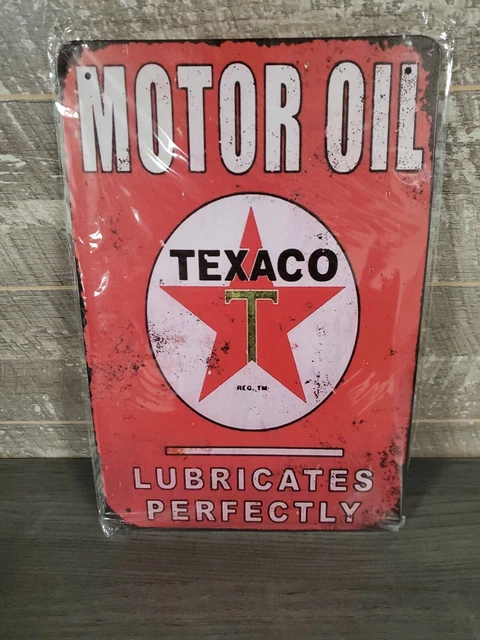 MOTOR OIL
TEXACO
T
REG. TM
LUBRICATES
PERFECTLY